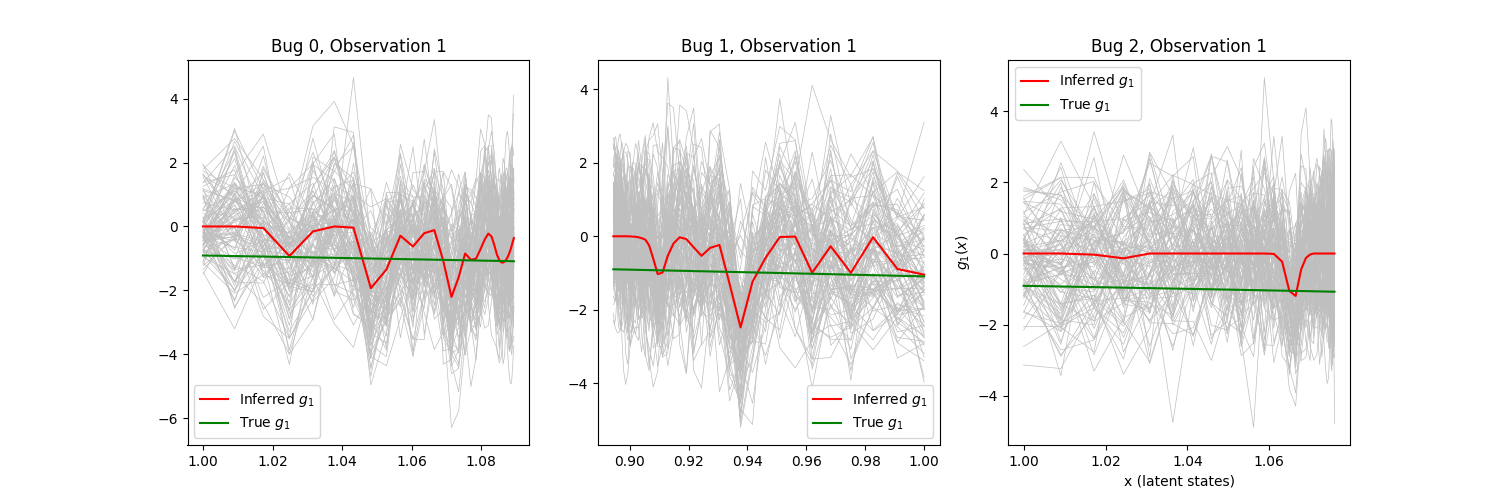 Bug 0, Observation 1
4
2
0
−2
−4
−6
1.00 1.02 1.04 1.06 1.08
Inferred g₁
True g₁
Bug 1, Observation 1
4
2
0
−2
−4
0.90 0.92 0.94 0.96 0.98 1.00
Inferred g₁
True g₁
Bug 2, Observation 1
Inferred g₁
True g₁
g₁(x)
4
2
0
−2
−4
1.00 1.02 1.04 1.06
x (latent states)